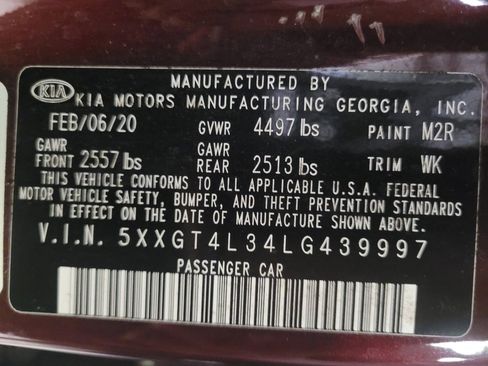 MANUFACTURED BY
KIA KIA MOTORS MANUFACTURING GEORGIA, INC.
FEB/06/20 GVWR 4497 lbs PAINT M2R
GAWR FRONT 2557 lbs GAWR REAR 2513 lbs TRIM WK
THIS VEHICLE CONFORMS TO ALL APPLICABLE U.S.A. FEDERAL
MOTOR VEHICLE SAFETY, BUMPER, AND THEFT PREVENTION STANDARDS
IN EFFECT ON THE DATE OF MANUFACTURE SHOWN ABOVE.
V.I.N. 5XXGT4L34LG439997
PASSENGER CAR